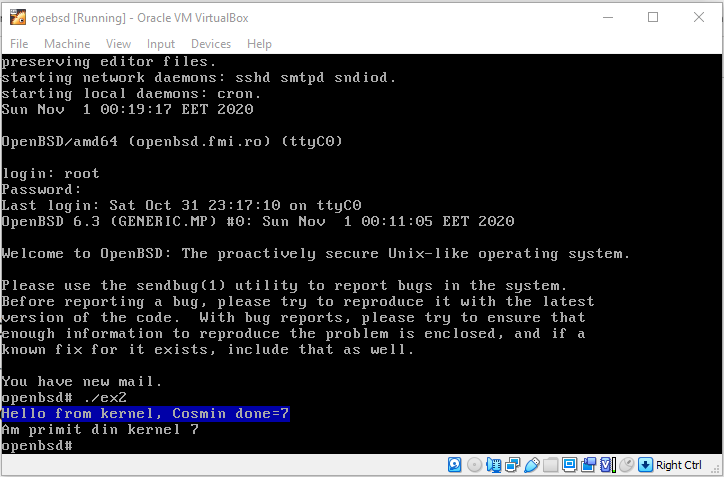 opebsd [Running] - Oracle VM VirtualBox
File Machine View Input Devices Help
preserving editor files.
starting network daemons: sshd smtpd sndiod.
starting local daemons: cron.
Sun Nov  1 00:19:17 EET 2020
OpenBSD/amd64 (openbsd.fmi.ro) (ttyC0)
login: root
Password:
Last login: Sat Oct 31 23:17:10 on ttyC0
OpenBSD 6.3 (GENERIC.MP) #0: Sun Nov  1 00:11:05 EET 2020
Welcome to OpenBSD: The proactively secure Unix-like operating system.
Please use the sendbug(1) utility to report bugs in the system.
Before reporting a bug, please try to reproduce it with the latest
version of the code.  With bug reports, please try to ensure that
enough information to reproduce the problem is enclosed, and if a
known fix for it exists, include that as well.
You have new mail.
openbsd# ./ex2
Hello from kernel, Cosmin done=7
Am primit din kernel 7
openbsd#
Right Ctrl